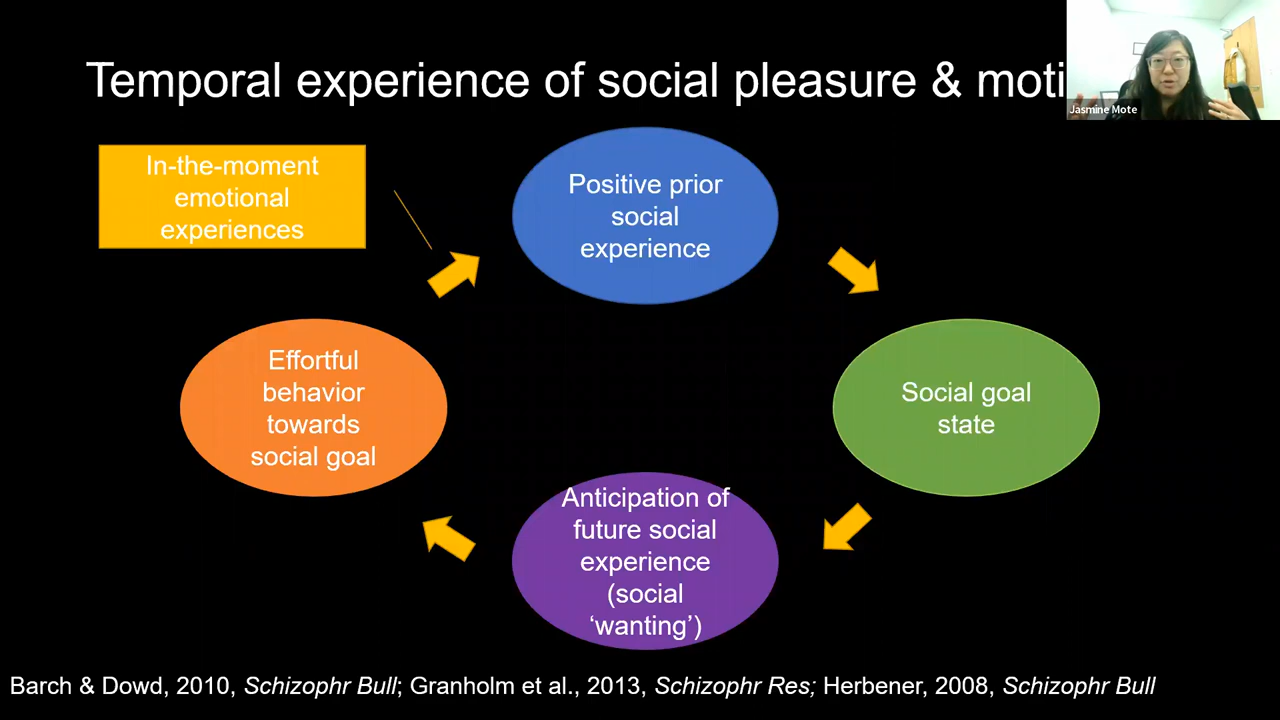 Temporal experience of social pleasure & moti
Jasmine Mote
In-the-moment
emotional
experiences
Positive prior
social
experience
Social goal
state
Anticipation of
future social
experience
(social
‘wanting’)
Effortful
behavior
towards
social goal
Barch & Dowd, 2010, Schizophr Bull; Granholm et al., 2013, Schizophr Res; Herbener, 2008, Schizophr Bull